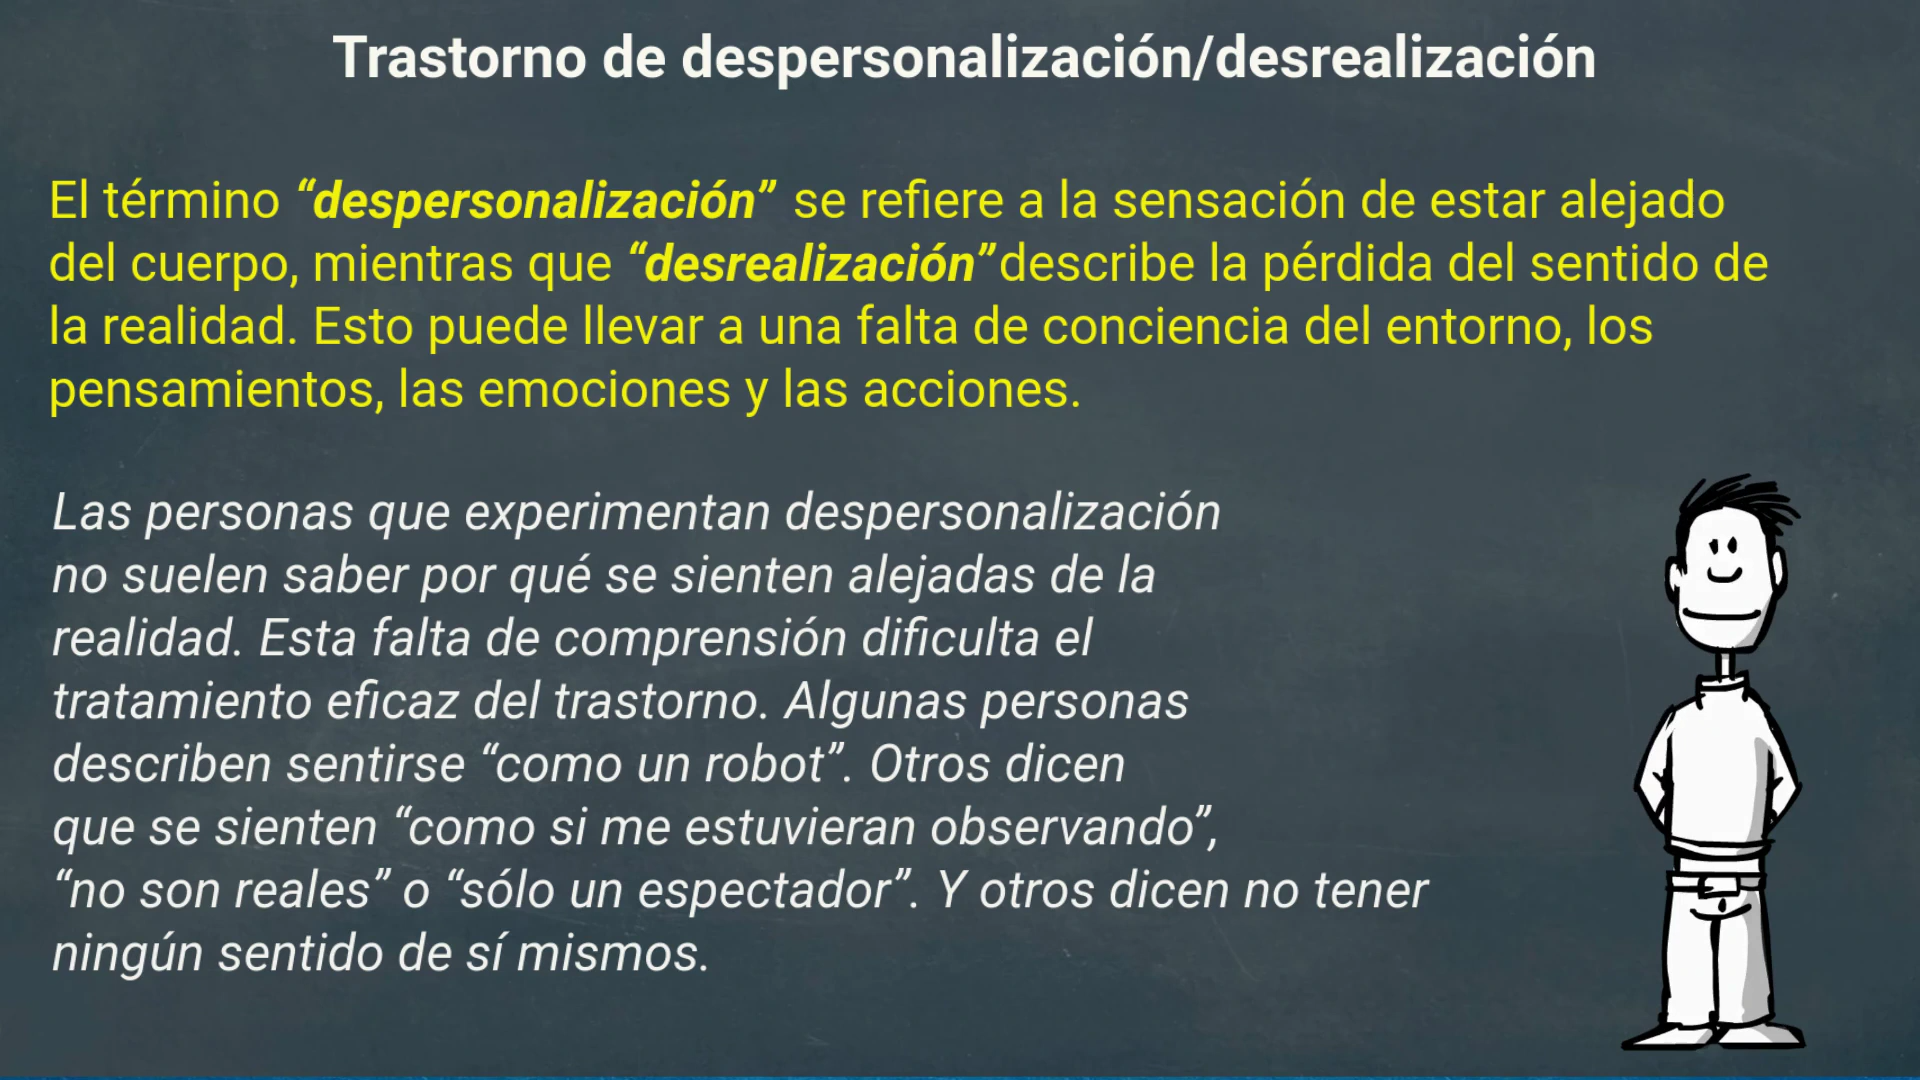 Trastorno de despersonalización/desrealización
El término “despersonalización” se refiere a la sensación de estar alejado
del cuerpo, mientras que “desrealización”describe la pérdida del sentido de
la realidad. Esto puede llevar a una falta de conciencia del entorno, los
pensamientos, las emociones y las acciones.
Las personas que experimentan despersonalización
no suelen saber por qué se sienten alejadas de la
realidad. Esta falta de comprensión dificulta el
tratamiento eficaz del trastorno. Algunas personas
describen sentirse “como un robot”. Otros dicen
que se sienten “como si me estuvieran observando”,
“no son reales” o “sólo un espectador”. Y otros dicen no tener
ningún sentido de sí mismos.